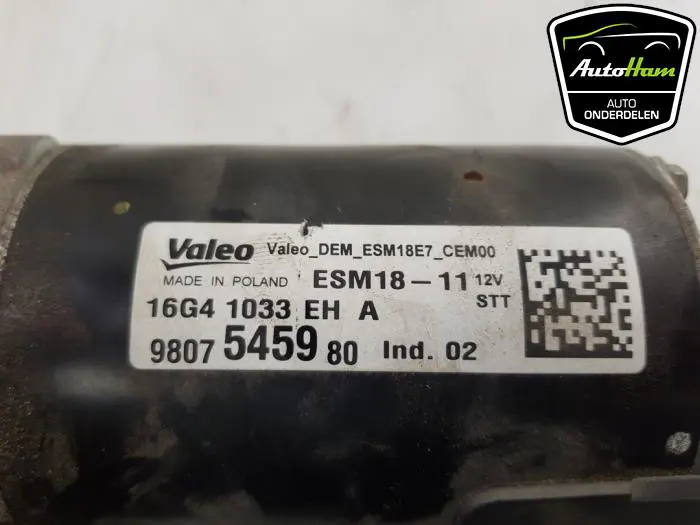 AutoHam
AUTO
ONDERDELEN
Valeo Valeo_DEM_ESM18E7_CEM00
MADE IN POLAND ESM18-11 12V
STT
16G4 1033 EH A
9807 5459 80 Ind. 02